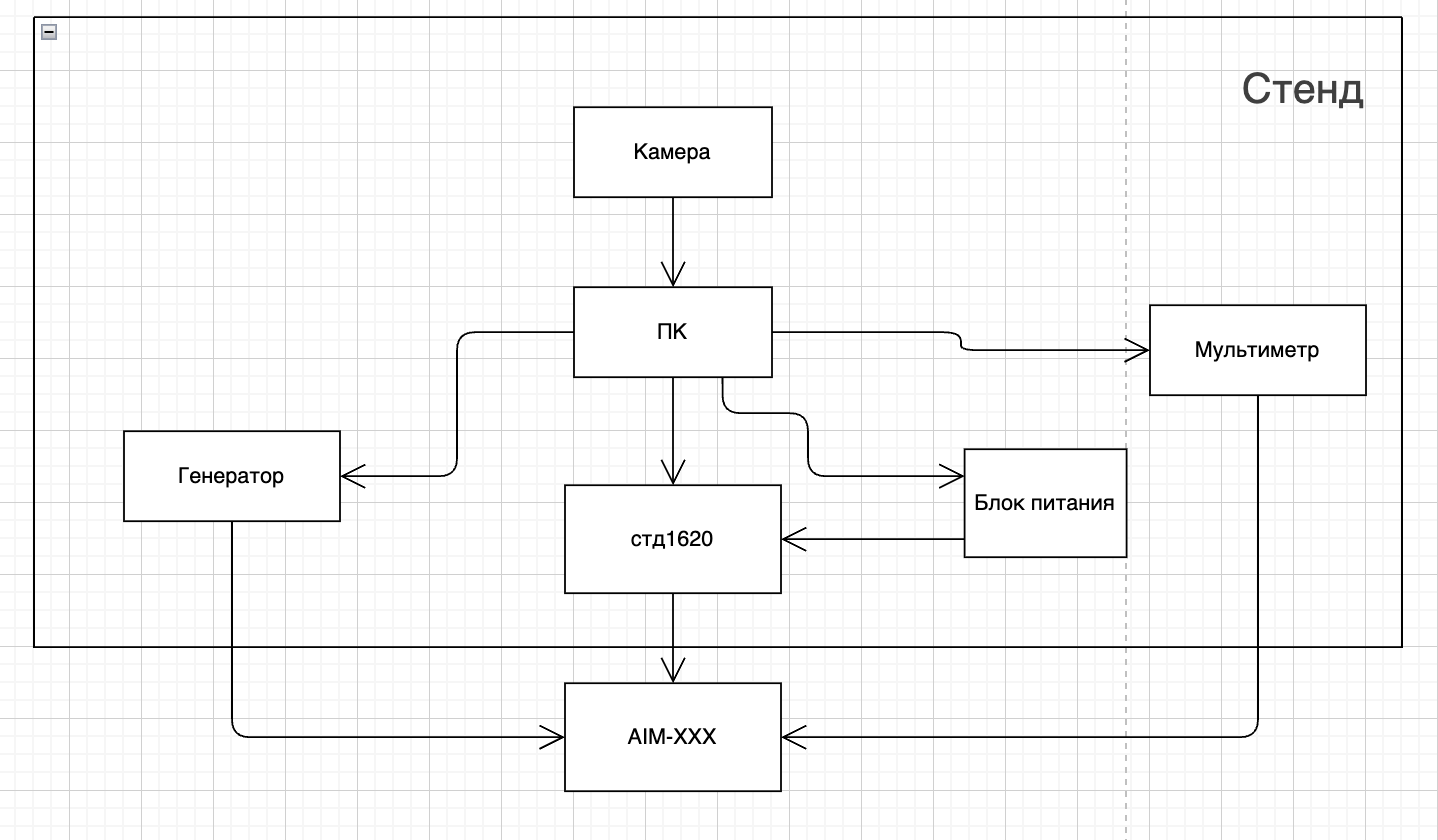 Стенд
Камера
ПК
Мультиметр
Генератор
Блок питания
стд1620
AIM-XXX